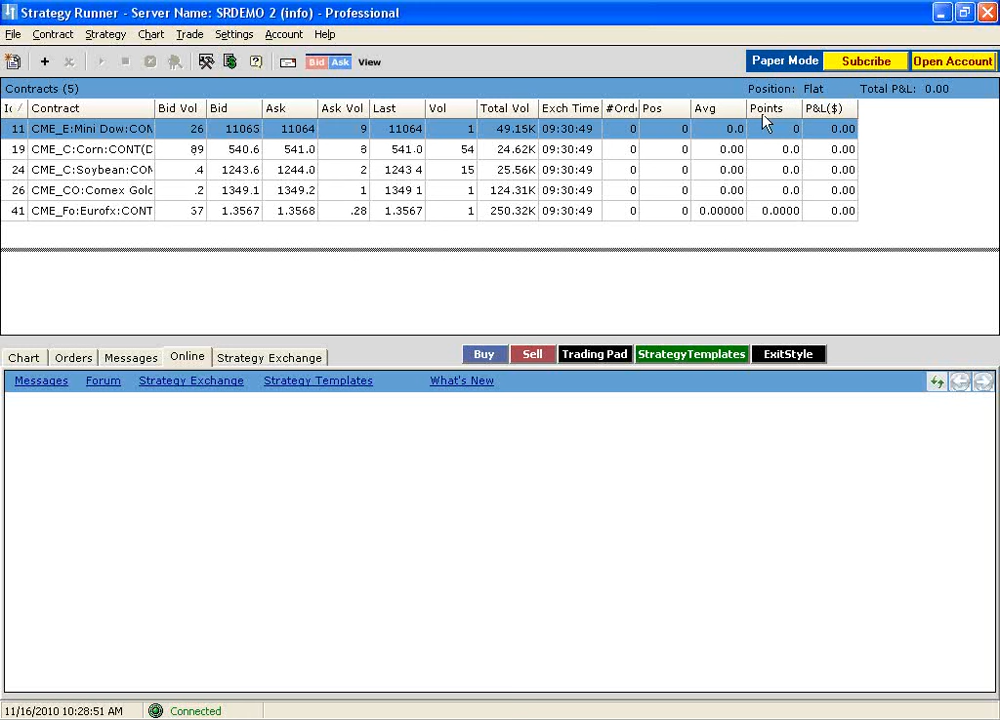 Strategy Runner - Server Name: SRDEMO 2 (info) - Professional
File Contract Strategy Chart Trade Settings Account Help
Bid Ask View Paper Mode Subcribe Open Account
Contracts (5) Position: Flat Total P&L: 0.00
Contract Bid Vol Bid Ask Ask Vol Last Vol Total Vol Exch Time #Orde Pos Avg Points P&L($)
11 CME_E:Mini Dow:CON 26 11065 11064 9 11064 1 49.15K 09:30:49 0 0 0.0 0 0.00
19 CME_C:Corn:CONT(D 89 540.6 541.0 8 541.0 54 24.62K 09:30:49 0 0 0.00 0.0 0.00
24 CME_C:Soybean:CON .4 1243.6 1244.0 2 1243 4 15 25.56K 09:30:49 0 0 0.00 0.0 0.00
26 CME_CO:Comex Gold .2 1349.1 1349.2 1 1349 1 1 124.31K 09:30:49 0 0 0.00 0.0 0.00
41 CME_Fo:Eurofx:CONT 37 1.3567 1.3568 .28 1.3567 1 250.32K 09:30:49 0 0 0.00000 0.0000 0.00
Chart Orders Messages Online Strategy Exchange Buy Sell Trading Pad StrategyTemplates ExitStyle
Messages Forum Strategy Exchange Strategy Templates What's New
11/16/2010 10:28:51 AM Connected